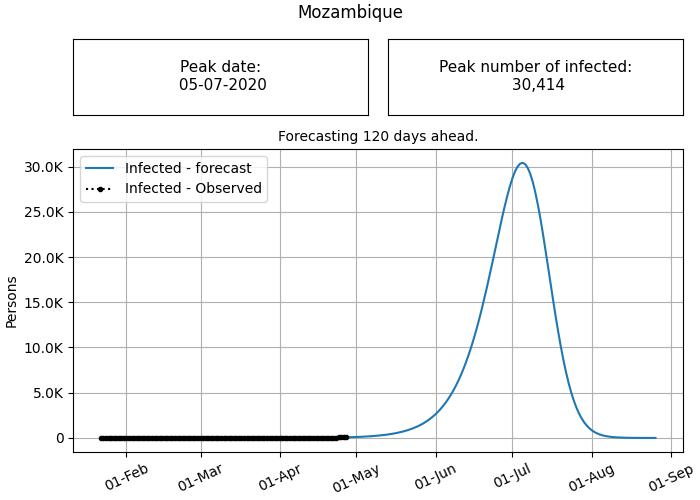 Mozambique
Peak date:
05-07-2020
Peak number of infected:
30,414
Forecasting 120 days ahead.
Infected - forecast
Infected - Observed
Persons
30.0K
25.0K
20.0K
15.0K
10.0K
5.0K
0
01-Feb
01-Mar
01-Apr
01-May
01-Jun
01-Jul
01-Aug
01-Sep